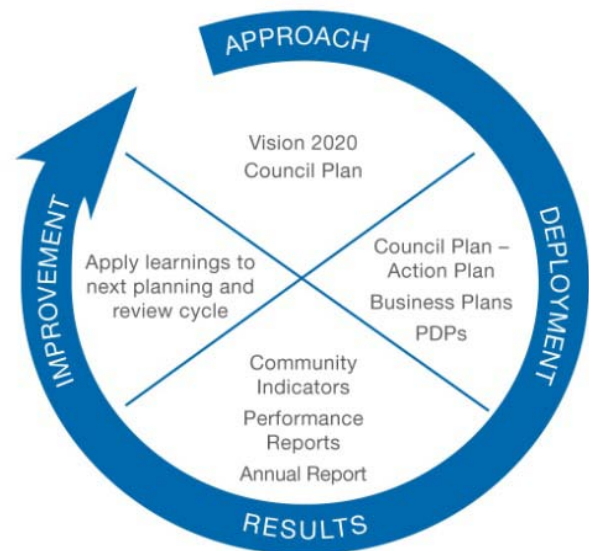 APPROACH
Vision 2020
Council Plan
DEPLOYMENT
Council Plan –
Action Plan
Business Plans
PDPs
RESULTS
Community
Indicators
Performance
Reports
Annual Report
IMPROVEMENT
Apply learnings to
next planning and
review cycle